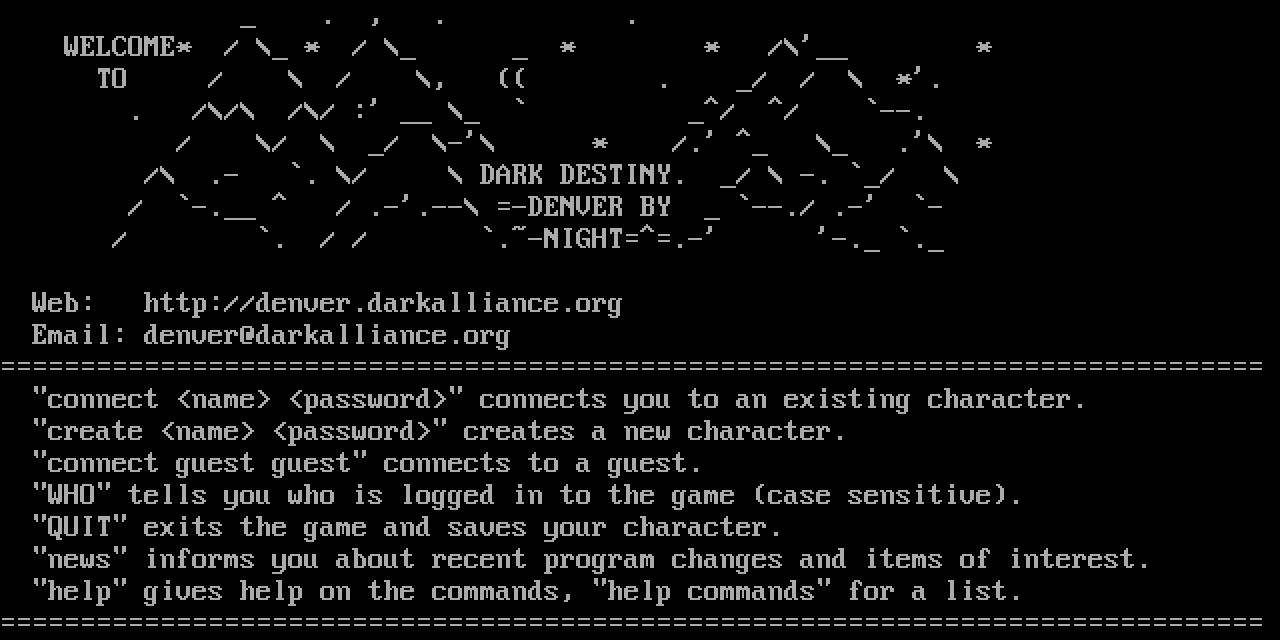 WELCOME
TO
DARK DESTINY.
=-DENVER BY
-NIGHT=^=.-'
Web: http://denver.darkalliance.org
Email: denver@darkalliance.org
"connect <name> <password>" connects you to an existing character.
"create <name> <password>" creates a new character.
"connect guest guest" connects to a guest.
"WHO" tells you who is logged in to the game (case sensitive).
"QUIT" exits the game and saves your character.
"news" informs you about recent program changes and items of interest.
"help" gives help on the commands, "help commands" for a list.